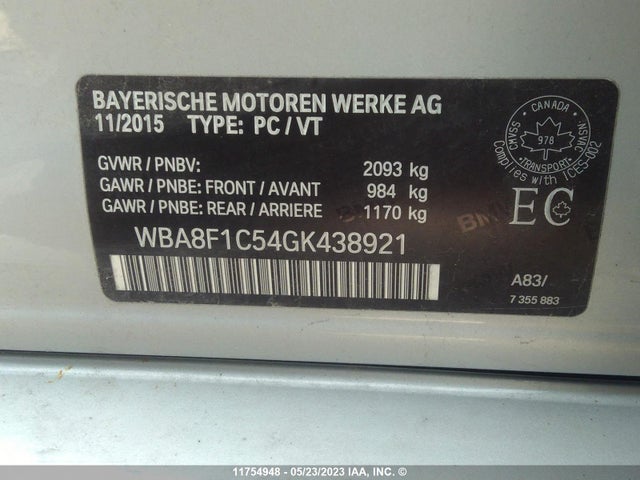 BAYERISCHE MOTOREN WERKE AG
11/2015 TYPE: PC / VT
GVWR / PNBV: 2093 kg
GAWR / PNBE: FRONT / AVANT 984 kg
GAWR / PNBE: REAR / ARRIERE 1170 kg
WBA8F1C54GK438921
CANADA
CMVSS
NSVAC
978
TRANSPORT
Complies with ICES-002
EC
BMW
A83/
7 355 883
11754948 - 05/23/2023 IAA, Inc. ©